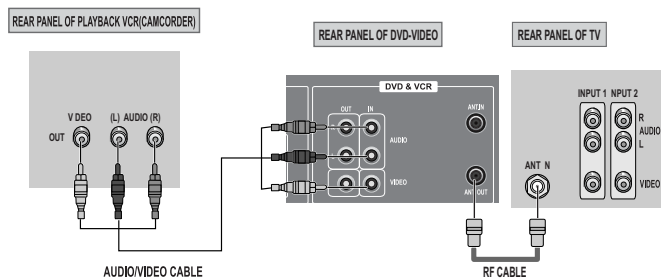 REAR PANEL OF PLAYBACK VCR(CAMCORDER)
REAR PANEL OF DVD-VIDEO
REAR PANEL OF TV
DVD & VCR
V DEO (L) AUDIO (R)
OUT
OUT IN
AUDIO
VIDEO
ANT.IN
ANT OUT
INPUT 1 NPUT 2
R
AUDIO
L
VIDEO
ANT N
AUDIO/VIDEO CABLE
RF CABLE